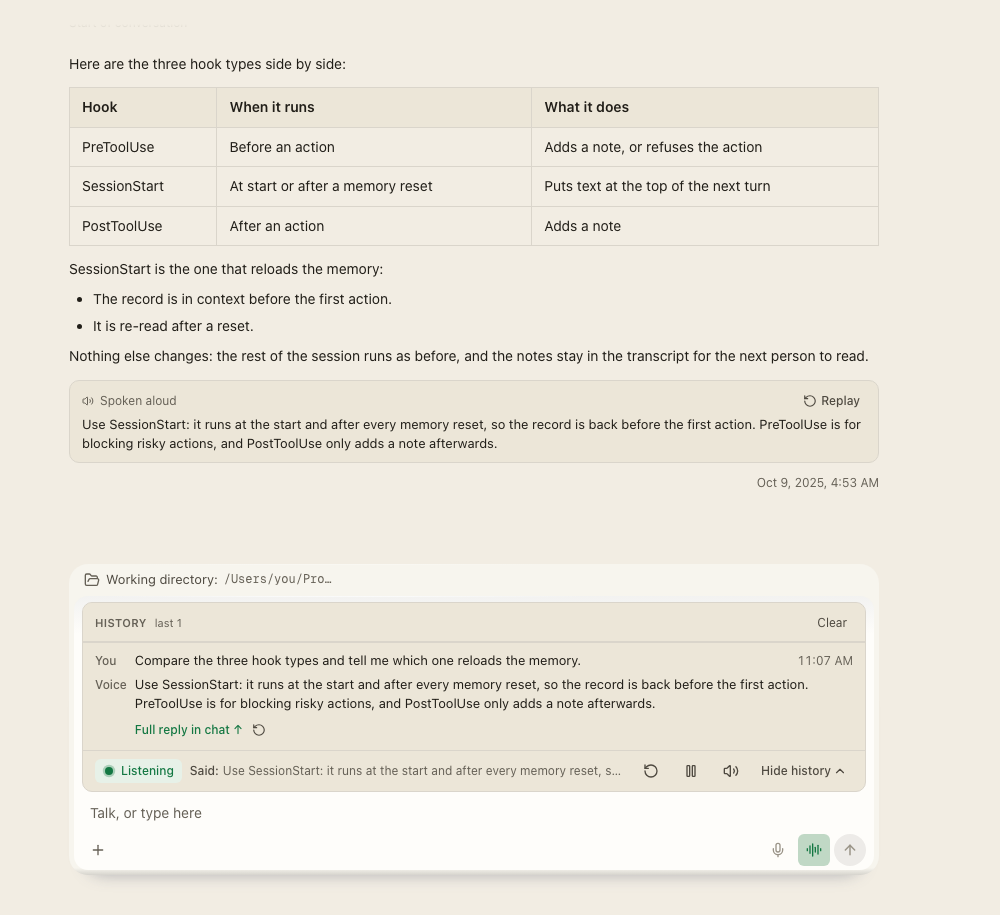 Here are the three hook types side by side:
Hook When it runs What it does
PreToolUse Before an action Adds a note, or refuses the action
SessionStart At start or after a memory reset Puts text at the top of the next turn
PostToolUse After an action Adds a note
SessionStart is the one that reloads the memory:
• The record is in context before the first action.
• It is re-read after a reset.
Nothing else changes: the rest of the session runs as before, and the notes stay in the transcript for the next person to read.
Spoken aloud Replay
Use SessionStart: it runs at the start and after every memory reset, so the record is back before the first action. PreToolUse is for
blocking risky actions, and PostToolUse only adds a note afterwards.
Oct 9, 2025, 4:53 AM
Working directory: /Users/you/Pro…
HISTORY last 1 Clear
You Compare the three hook types and tell me which one reloads the memory. 11:07 AM
Voice Use SessionStart: it runs at the start and after every memory reset, so the record is back before the first action.
PreToolUse is for blocking risky actions, and PostToolUse only adds a note afterwards.
Full reply in chat ↑
Listening Said: Use SessionStart: it runs at the start and after every memory reset, s… Hide history
Talk, or type here